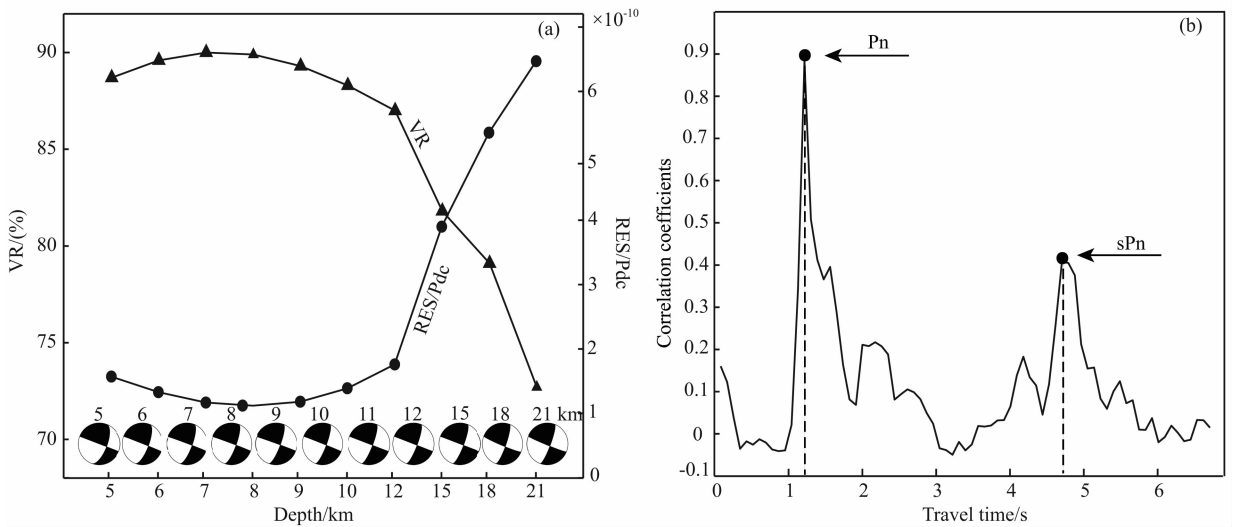 (a)
×10⁻¹⁰
90
85
80
75
70
VR/(%)
6
5
4
3
2
1
0
RES/Pdc
VR
RES/Pdc
5 6 7 8 9 10 11 12 15 18 21 km
5 6 7 8 9 10 12 15 18 21
Depth/km
(b)
Pn
sPn
0.9
0.8
0.7
0.6
0.5
0.4
0.3
0.2
0.1
0
-0.1
Correlation coefficients
0 1 2 3 4 5 6
Travel time/s